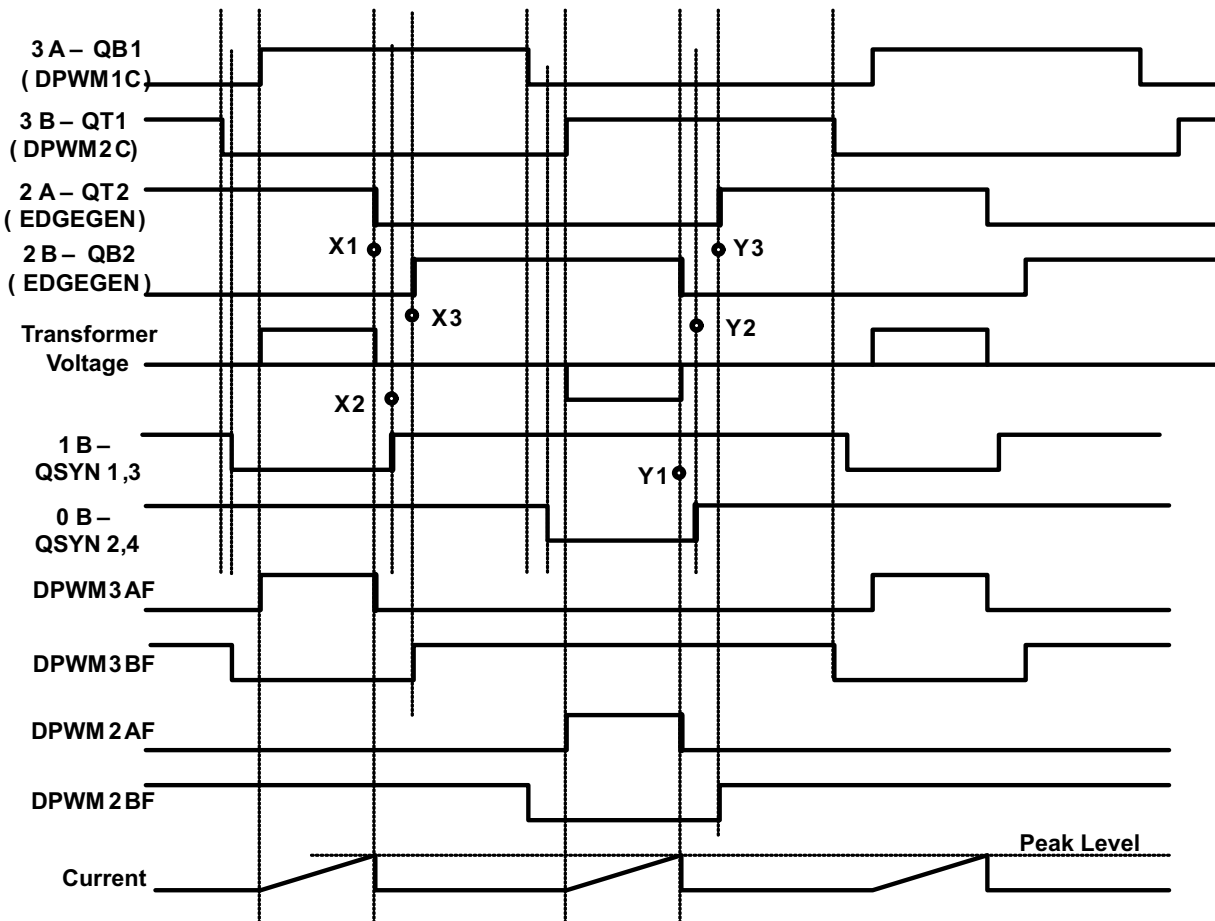 3 A – QB1
( DPWM1C)
3 B – QT1
( DPWM2C)
2 A – QT2
( EDGEGEN)
X1
Y3
2 B – QB2
( EDGEGEN)
X3
Y2
Transformer
Voltage
X2
1 B –
QSYN 1,3
Y1
0 B –
QSYN 2,4
DPWM3AF
DPWM3BF
DPWM2AF
DPWM2BF
Peak Level
Current